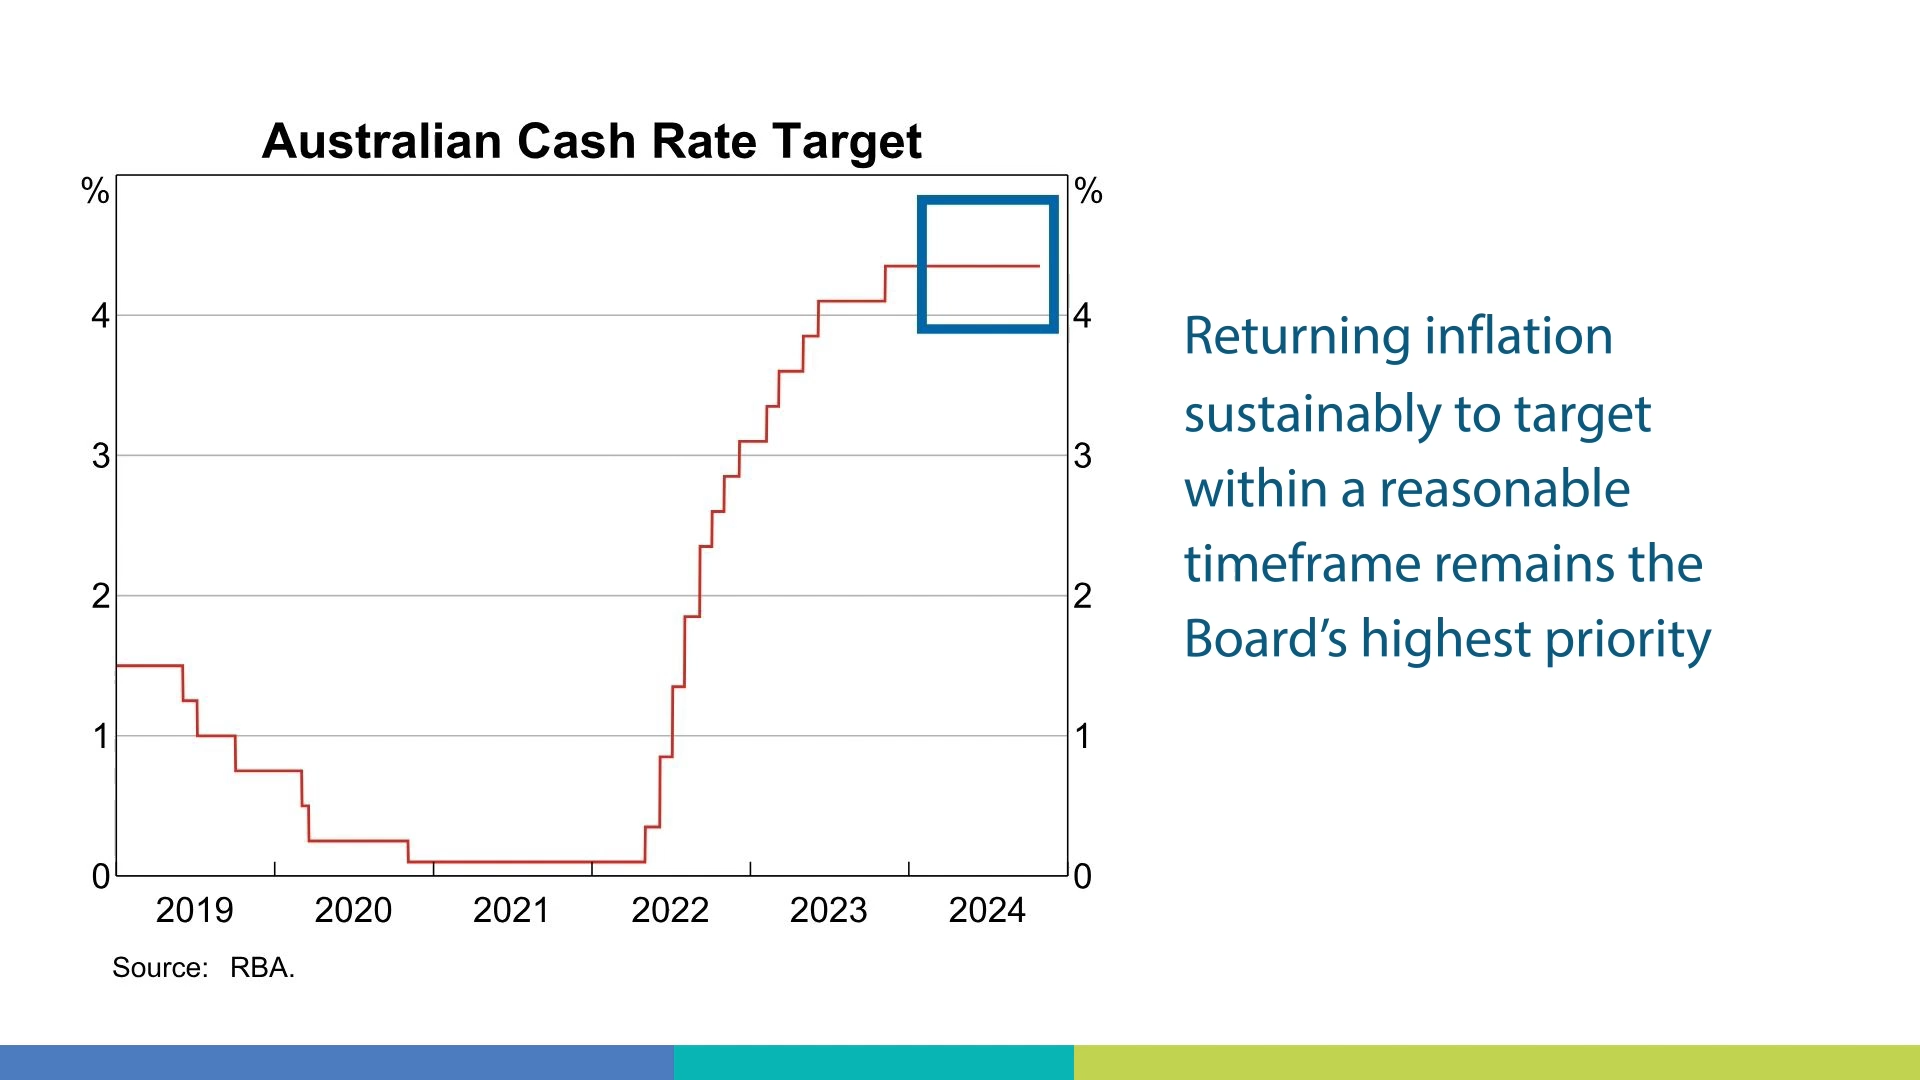 Australian Cash Rate Target
% %
4 4
3 3
2 2
1 1
0 0
2019 2020 2021 2022 2023 2024
Source: RBA.
Returning inflation
sustainably to target
within a reasonable
timeframe remains the
Board’s highest priority